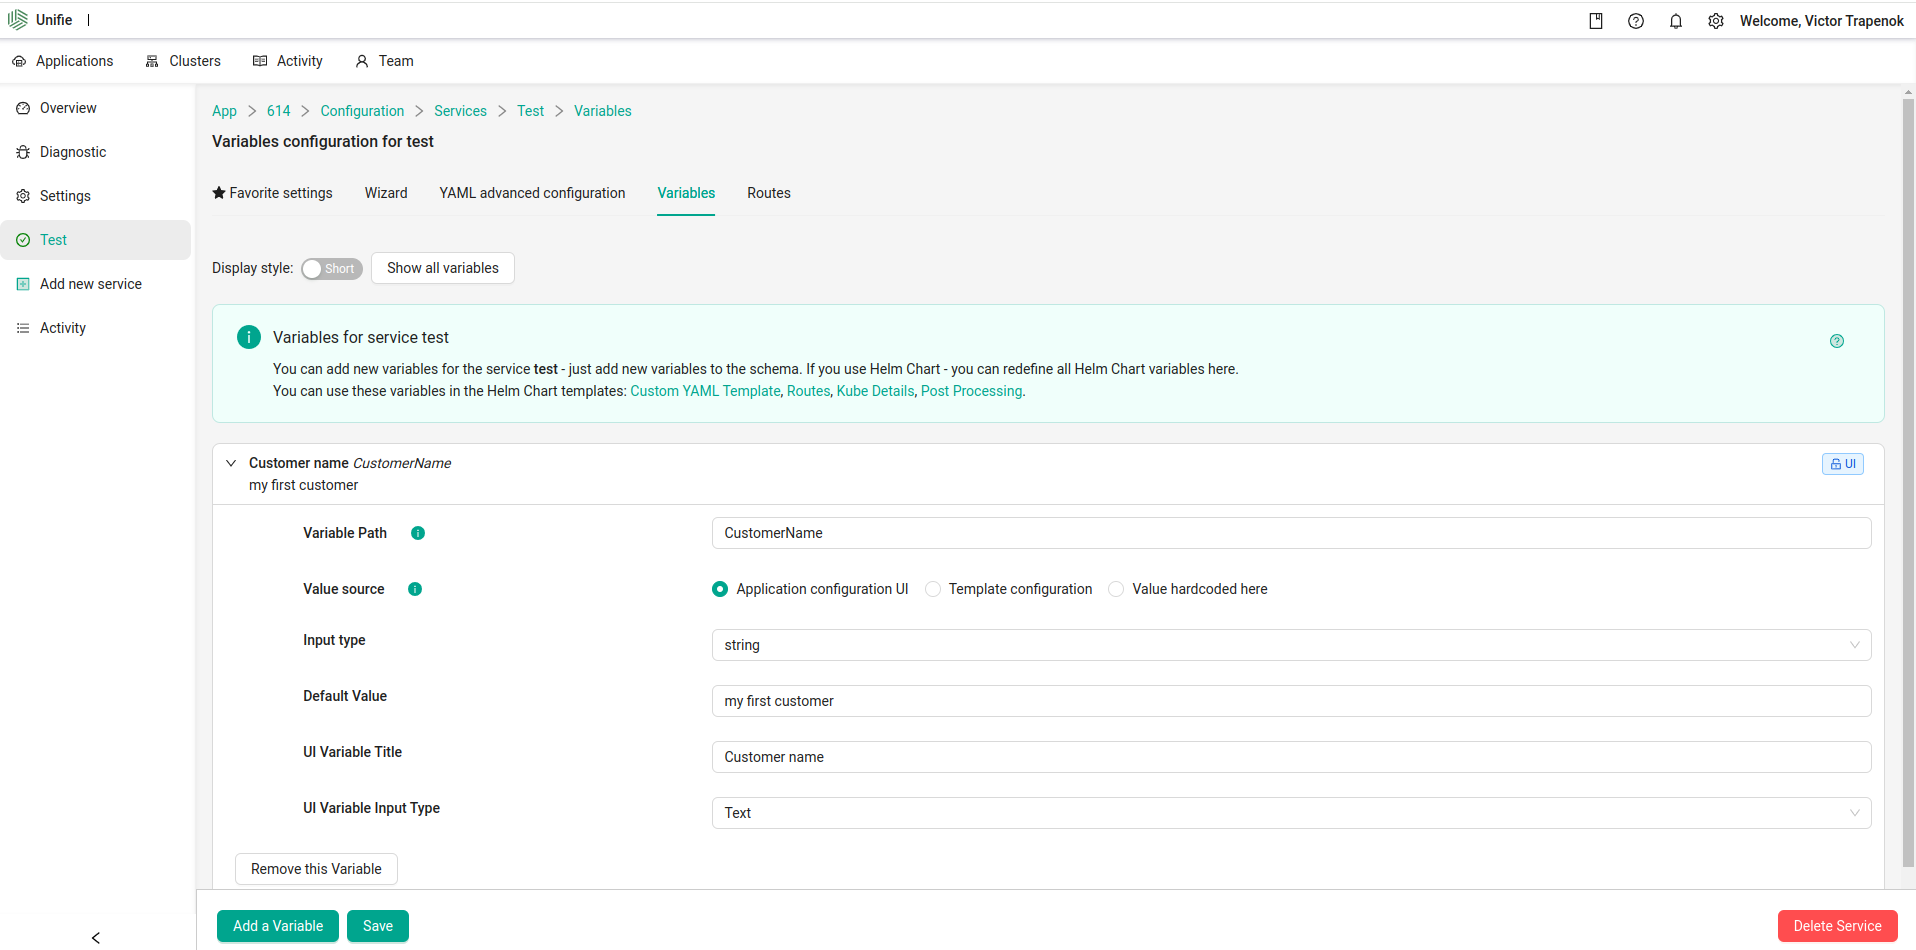 Unifie
Welcome, Victor Trapenok
Applications
Clusters
Activity
Team
Overview
Diagnostic
Settings
Test
Add new service
Activity
App > 614 > Configuration > Services > Test > Variables
Variables configuration for test
Favorite settings
Wizard
YAML advanced configuration
Variables
Routes
Display style: Short Show all variables
Variables for service test
You can add new variables for the service test - just add new variables to the schema. If you use Helm Chart - you can redefine all Helm Chart variables here.
You can use these variables in the Helm Chart templates: Custom YAML Template, Routes, Kube Details, Post Processing.
Customer name CustomerName
UI
my first customer
Variable Path
CustomerName
Value source
Application configuration UI
Template configuration
Value hardcoded here
Input type
string
Default Value
my first customer
UI Variable Title
Customer name
UI Variable Input Type
Text
Remove this Variable
Add a Variable
Save
Delete Service